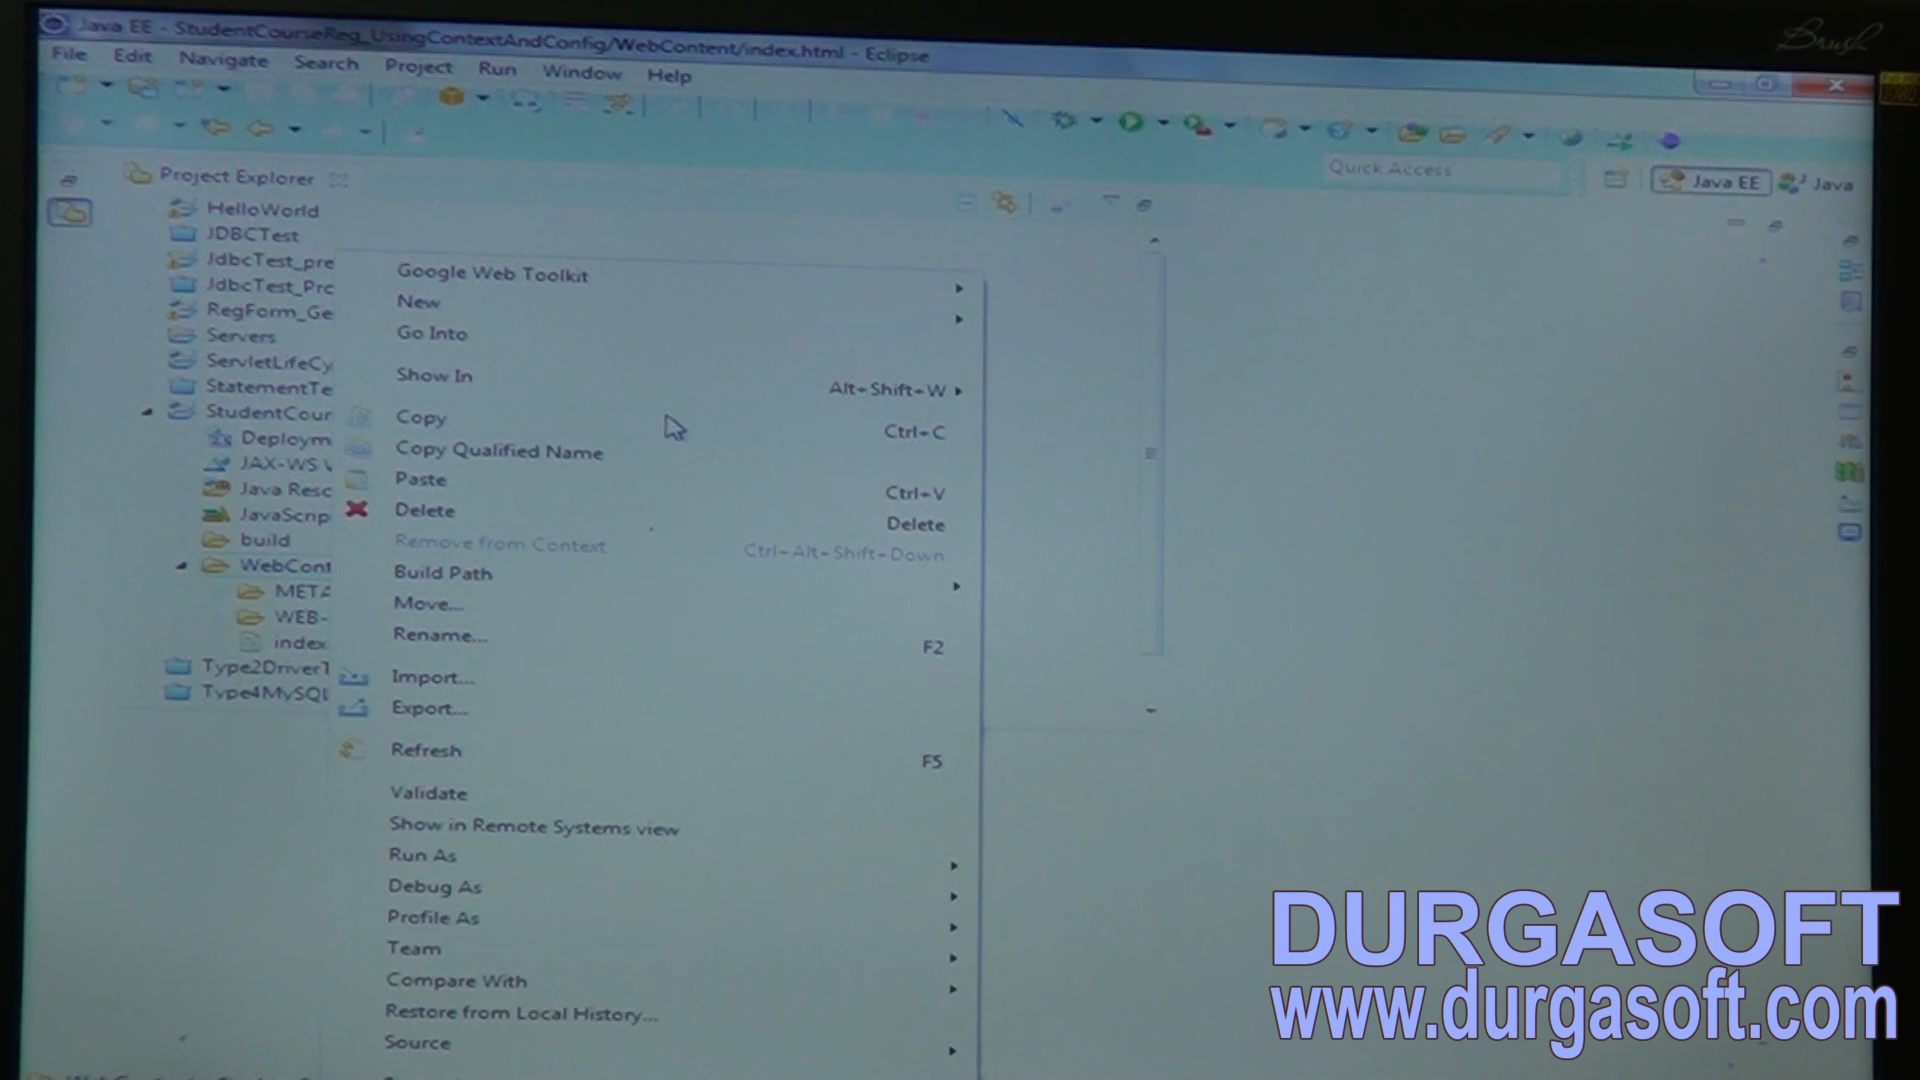 Java EE - StudentCourseReg_UsingContextAndConfig/WebContent/index.html - Eclipse
Brush
File Edit Navigate Search Project Run Window Help
Quick Access
Java EE
Java
Project Explorer
HelloWorld
JDBCTest
JdbcTest_pre
JdbcTest_Prc
RegForm_Ge
Servers
ServletLifeCy
StatementTe
StudentCour
Deploym
JAX-WS
Java Resc
JavaScrip
build
WebCont
META
WEB-
index
Type2DriverT
Type4MySQL
Google Web Toolkit
New
Go Into
Show In Alt+Shift+W
Copy Ctrl+C
Copy Qualified Name
Paste Ctrl+V
Delete Delete
Remove from Context Ctrl+Alt+Shift+Down
Build Path
Move...
Rename... F2
Import...
Export...
Refresh F5
Validate
Show in Remote Systems view
Run As
Debug As
Profile As
Team
Compare With
Restore from Local History...
Source
DURGASOFT
www.durgasoft.com